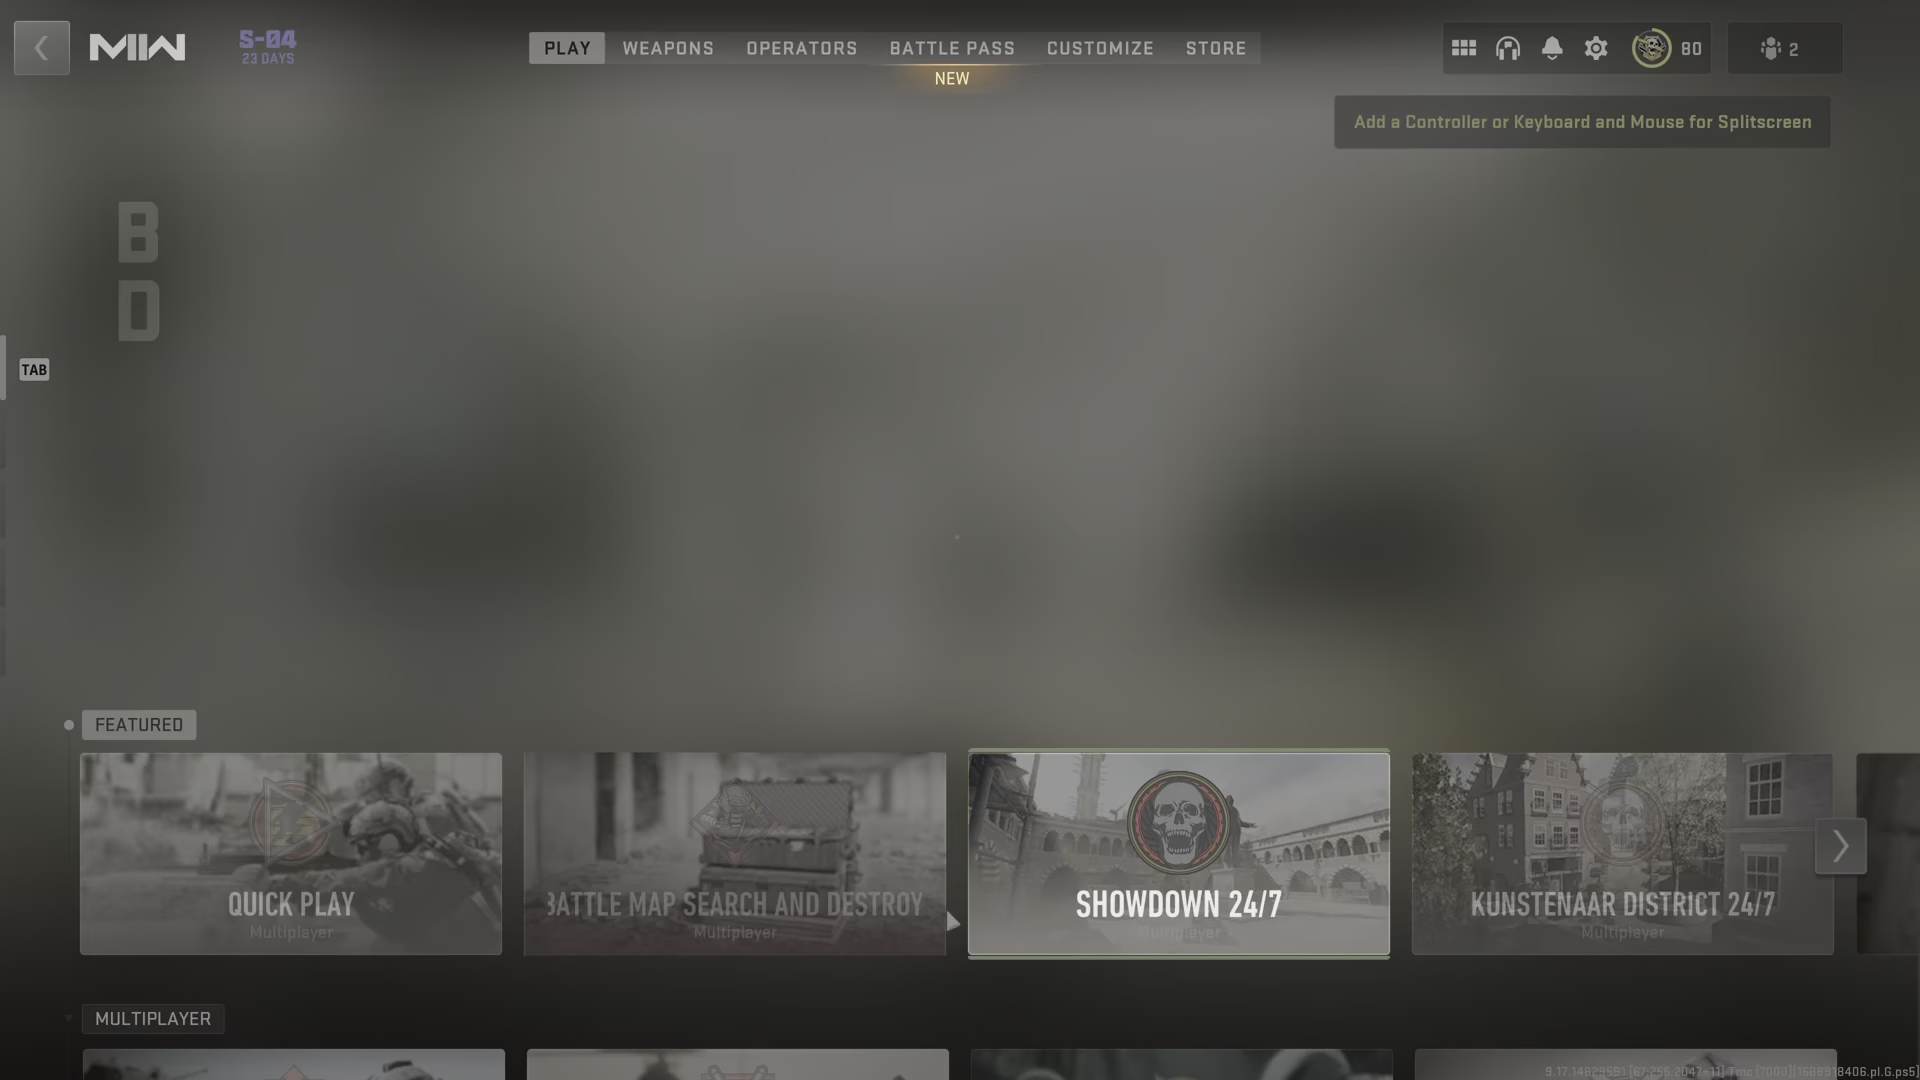 MW
S-04
23 DAYS
PLAY
WEAPONS
OPERATORS
BATTLE PASS
CUSTOMIZE
STORE
80
2
NEW
Add a Controller or Keyboard and Mouse for Splitscreen
B
D
TAB
FEATURED
QUICK PLAY
Multiplayer
BATTLE MAP SEARCH AND DESTROY
Multiplayer
SHOWDOWN 24/7
Multiplayer
KUNSTENAAR DISTRICT 24/7
Multiplayer
MULTIPLAYER